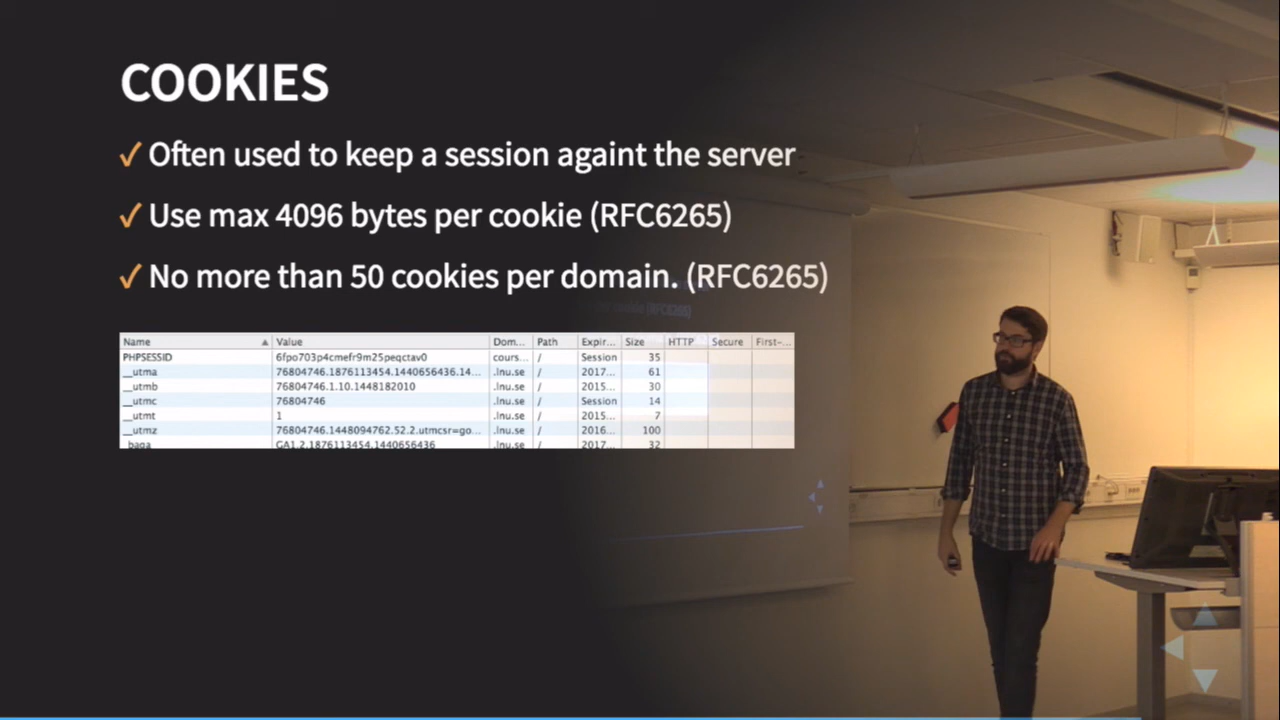 COOKIES
✓ Often used to keep a session againt the server
✓ Use max 4096 bytes per cookie (RFC6265)
✓ No more than 50 cookies per domain. (RFC6265)
Name Value Dom... Path Expir... Size HTTP Secure First-...
PHPSESSID 6fpo703p4cmefr9m25peqctav0 cours... / Session 35
__utma 76804746.1876113454.1440656436.14... .lnu.se / 2017... 61
__utmb 76804746.1.10.1448182010 .lnu.se / 2015... 30
__utmc 76804746 .lnu.se / Session 14
__utmt 1 .lnu.se / 2015... 7
__utmz 76804746.1448094762.52.2.utmcsr=go... .lnu.se / 2016... 100
_baga GA1.2.1876113454.1440656436 .lnu.se / 2017... 32
(RFC6265)